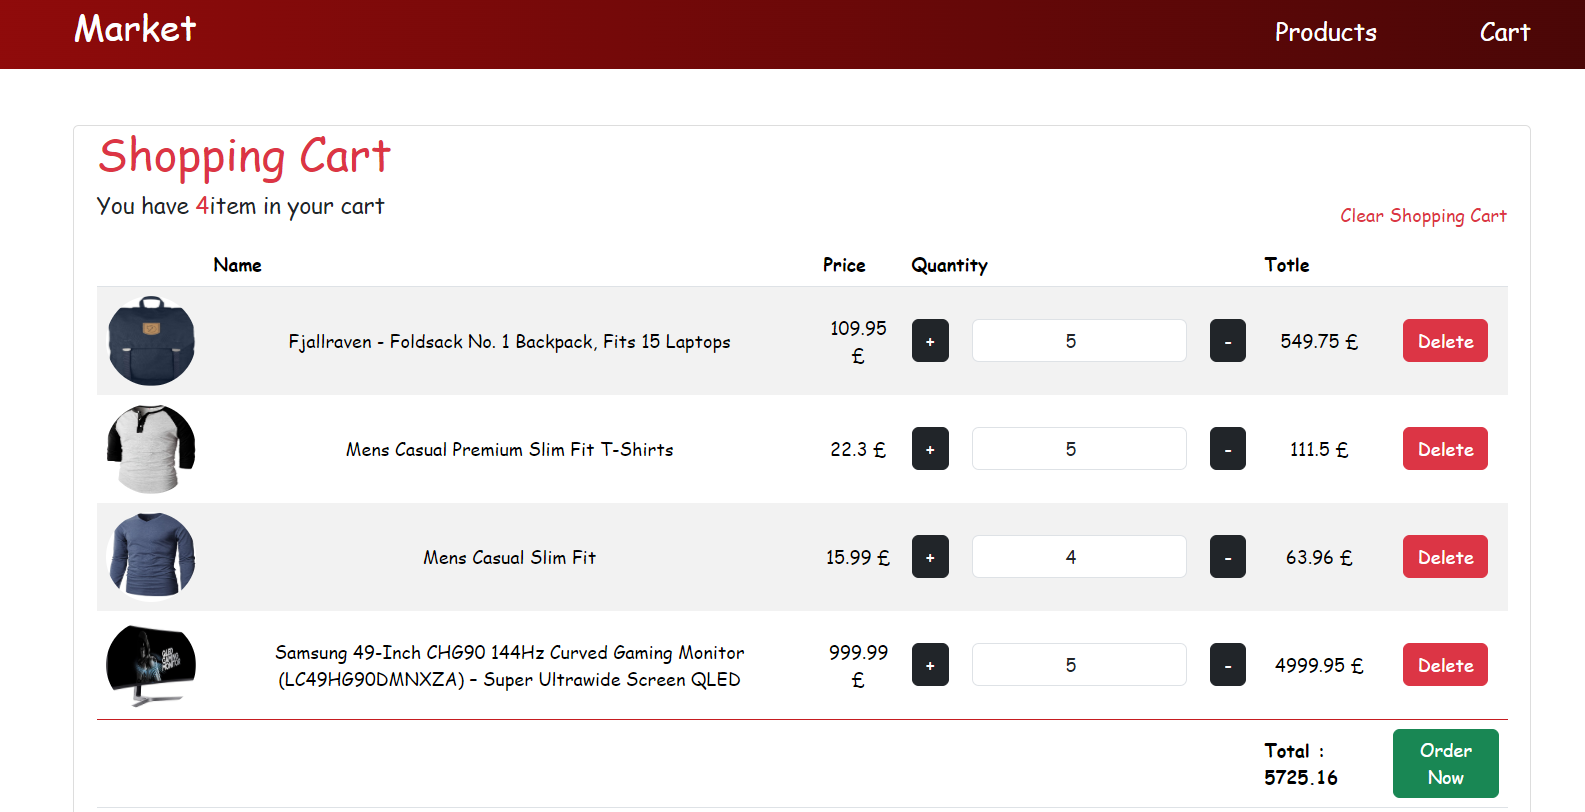 Market
Products
Cart
Shopping Cart
You have 4item in your cart
Clear Shopping Cart
Name Price Quantity Totle
Fjallraven - Foldsack No. 1 Backpack, Fits 15 Laptops
109.95
£
+
5
-
549.75 £
Delete
Mens Casual Premium Slim Fit T-Shirts
22.3 £
+
5
-
111.5 £
Delete
Mens Casual Slim Fit
15.99 £
+
4
-
63.96 £
Delete
QLED
GAMING
MONITOR
Samsung 49-Inch CHG90 144Hz Curved Gaming Monitor
(LC49HG90DMNXZA) – Super Ultrawide Screen QLED
999.99
£
+
5
-
4999.95 £
Delete
Total :
5725.16
Order
Now